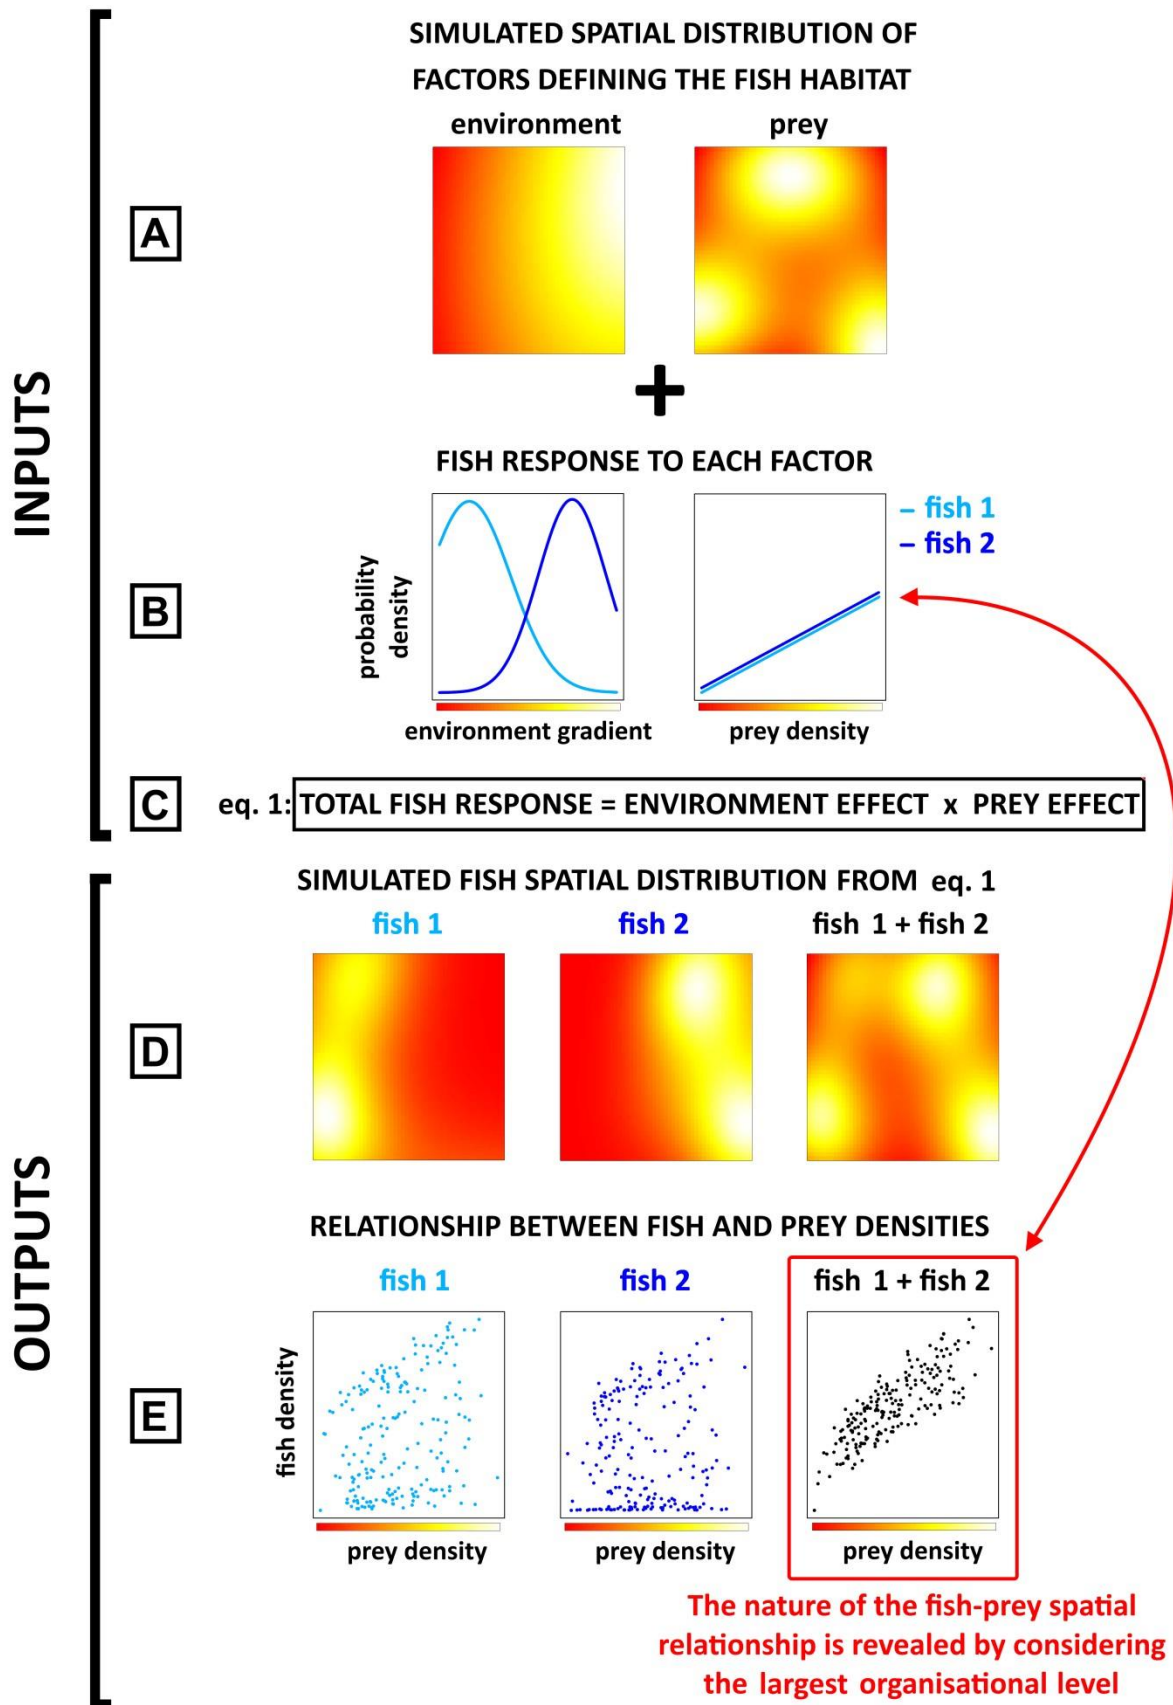 INPUTS
SIMULATED SPATIAL DISTRIBUTION OF
FACTORS DEFINING THE FISH HABITAT
environment
prey
A
+
FISH RESPONSE TO EACH FACTOR
– fish 1
– fish 2
B
probability
density
environment gradient
prey density
C
eq. 1: TOTAL FISH RESPONSE = ENVIRONMENT EFFECT x PREY EFFECT
OUTPUTS
SIMULATED FISH SPATIAL DISTRIBUTION FROM eq. 1
fish 1
fish 2
fish 1 + fish 2
D
RELATIONSHIP BETWEEN FISH AND PREY DENSITIES
fish 1
fish 2
fish 1 + fish 2
E
fish density
prey density
prey density
prey density
The nature of the fish-prey spatial
relationship is revealed by considering
the largest organisational level